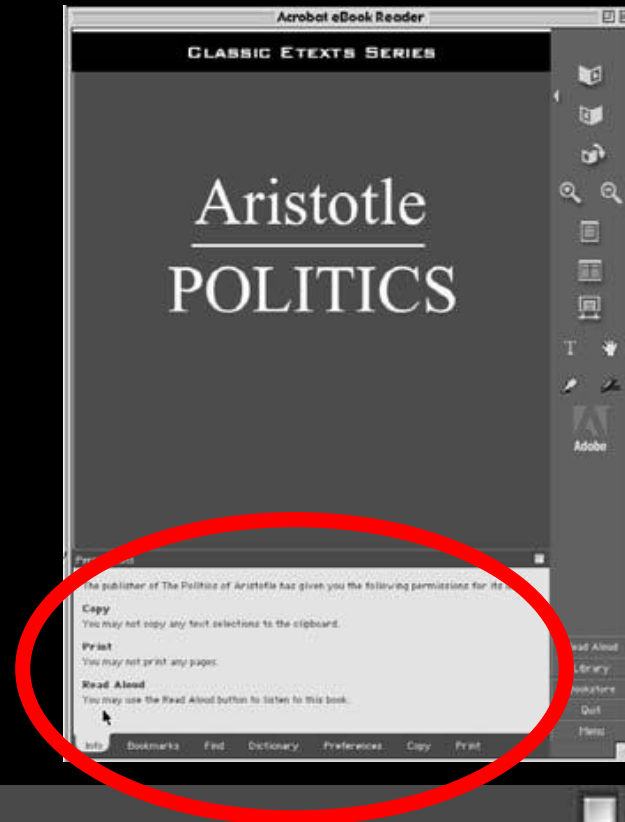 Acrobat eBook Reader
CLASSIC ETEXTS SERIES
Aristotle
POLITICS
T
Adobe
The publisher of The Politics of Aristotle has given you the following permissions for its
Copy
You may not copy any text selections to the clipboard.
Print
You may not print any pages.
Read Aloud
You may use the Read Aloud button to listen to this book.
Read Aloud
Library
Bookstore
Quit
Menu
Info Bookmarks Find Dictionary Preferences Copy Print